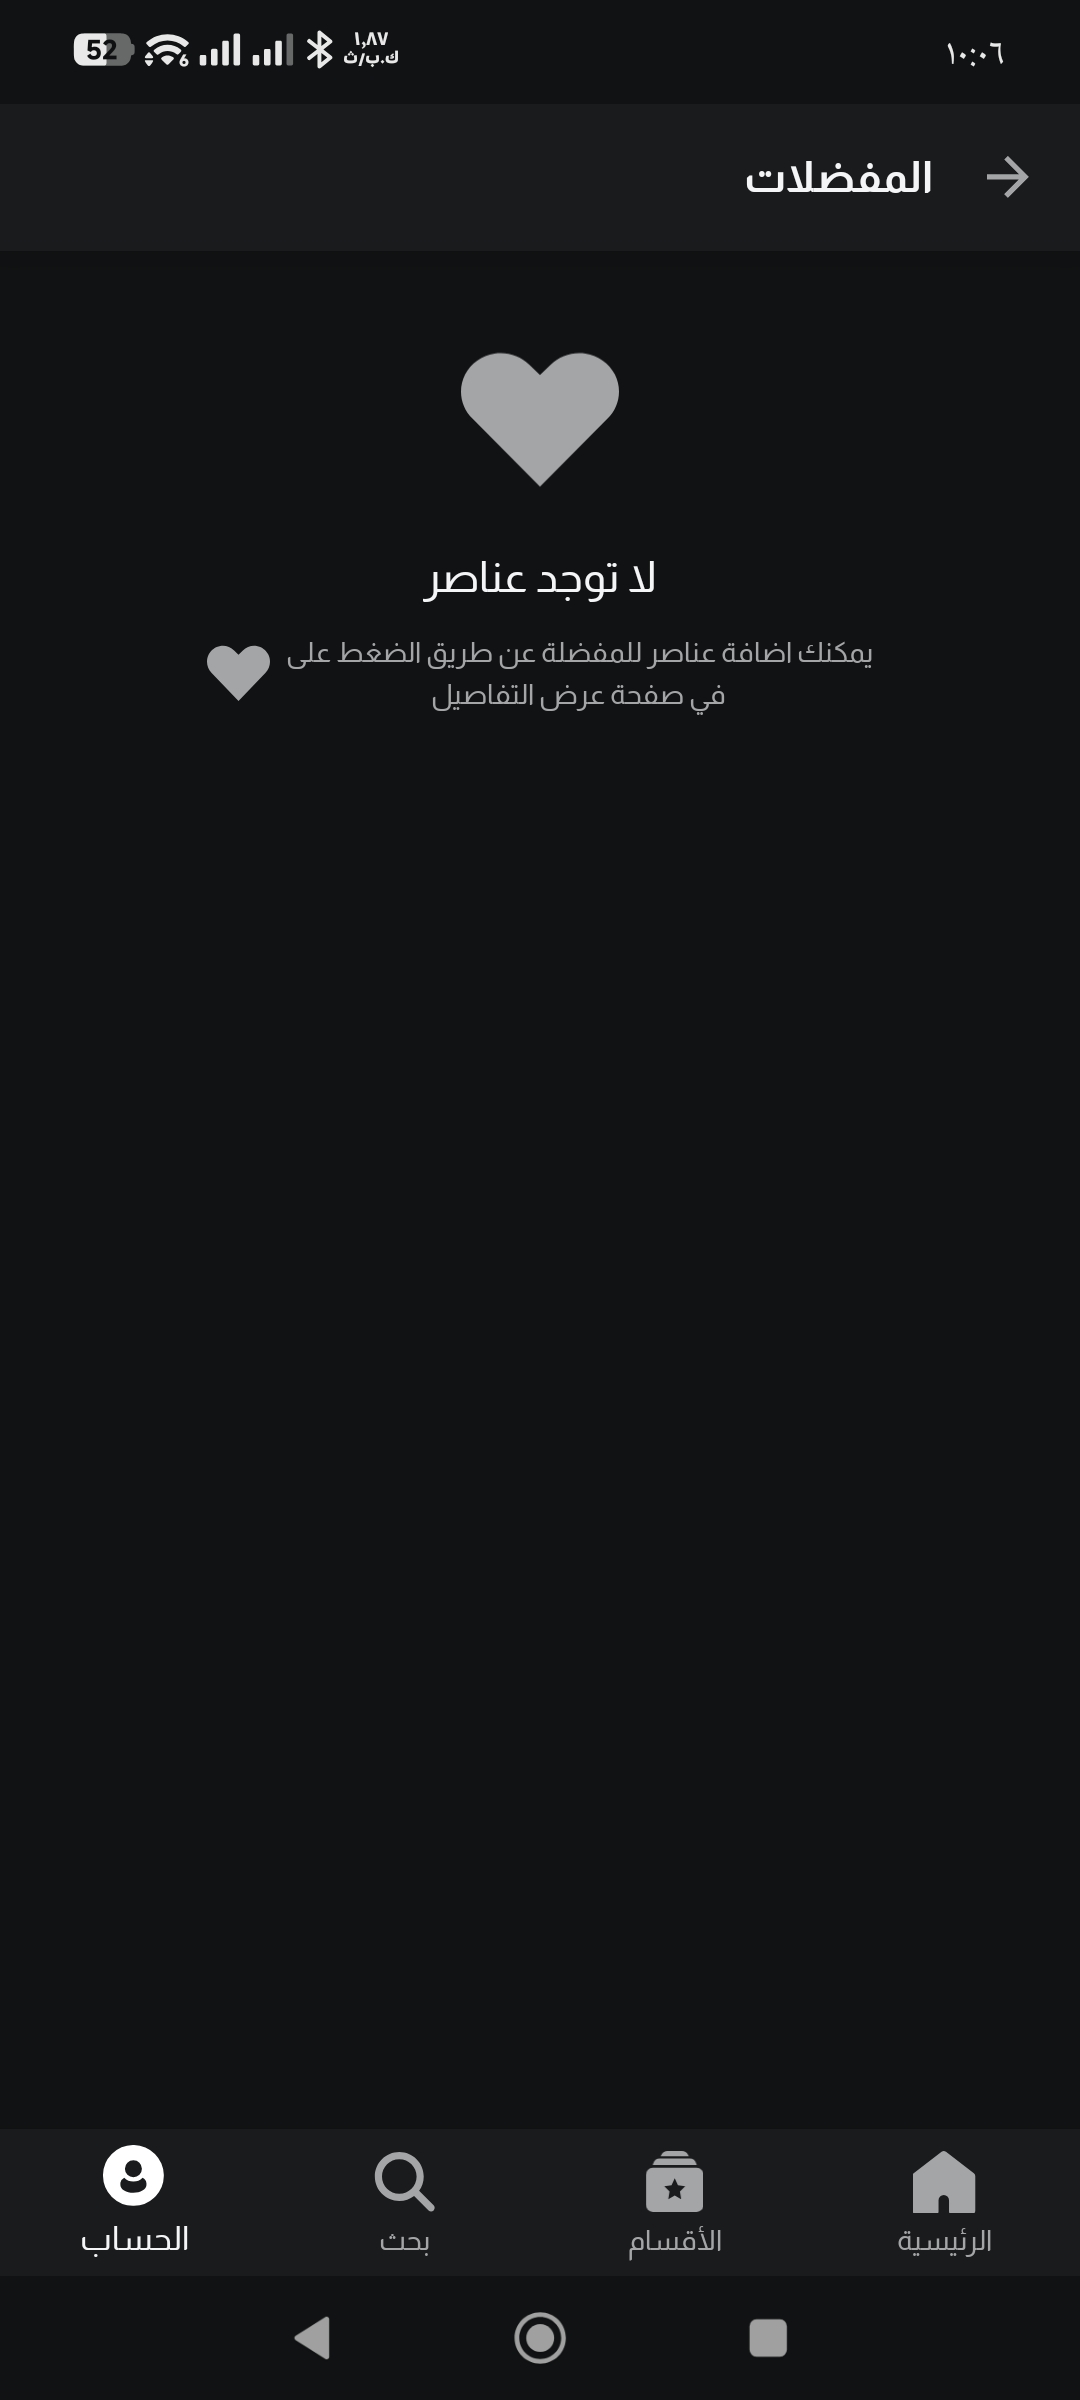 ١٠:٠٦
١,٨٧
ك.ب/ث
6
52
المفضلات
لا توجد عناصر
يمكنك اضافة عناصر للمفضلة عن طريق الضغط على
في صفحة عرض التفاصيل
الرئيسية
الأقسام
بحث
الحساب